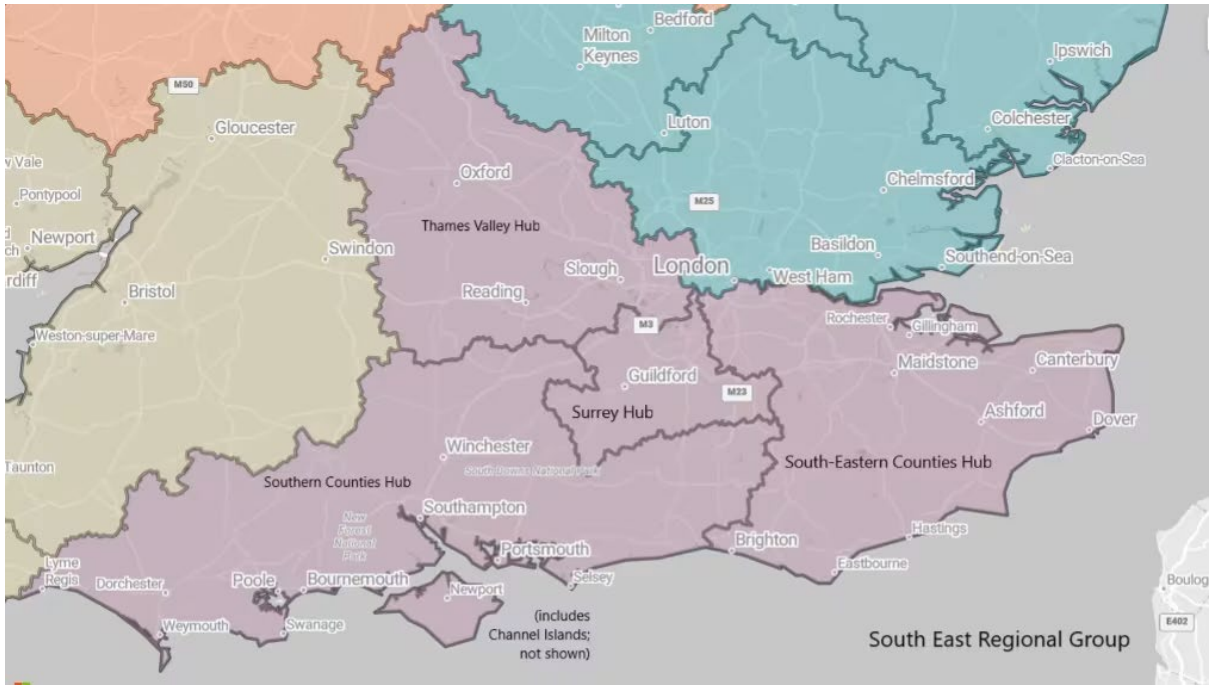 Bedford
Milton
Keynes
Ipswich
M50
Gloucester
Luton
Colchester
Clacton-on-Sea
Vale
Pontypool
Oxford
Chelmsford
M25
Thames Valley Hub
Newport
Swindon
Basildon
Southend-on-Sea
London
West Ham
Slough
Bristol
Reading
Rochester
Gillingham
M3
Weston-super-Mare
Maidstone
Canterbury
Guildford
M23
Surrey Hub
Ashford
Dover
Winchester
South Downs National Park
South-Eastern Counties Hub
Taunton
Southern Counties Hub
Southampton
New
Forest
National
Park
Hastings
Brighton
Portsmouth
Eastbourne
Lyme
Regis
Dorchester
Poole
Bournemouth
Selsey
Newport
Boulog
(includes
Channel Islands;
not shown)
Weymouth
Swanage
South East Regional Group
E402